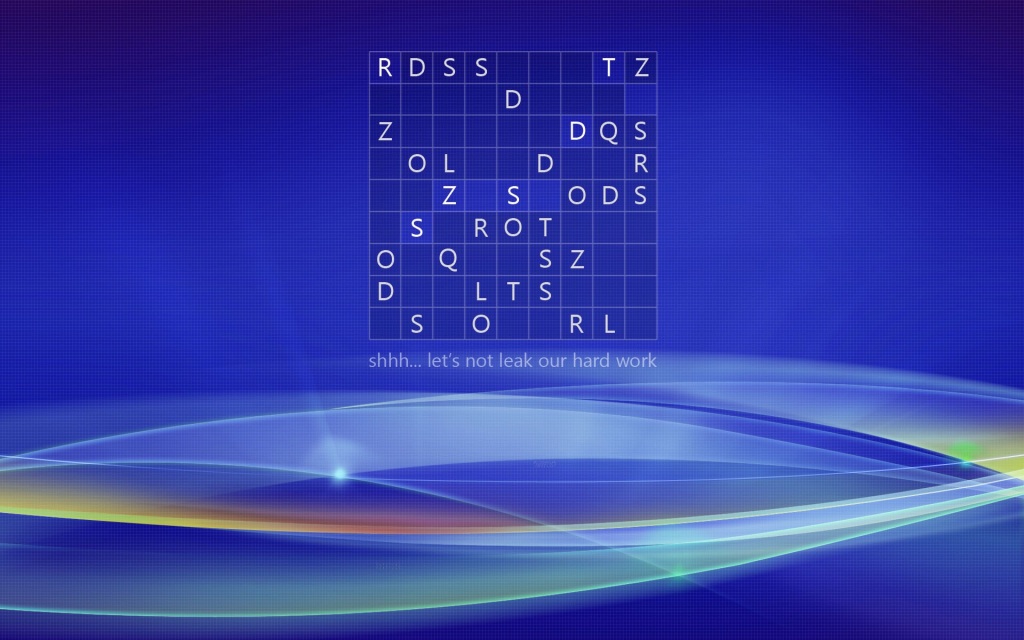 R D S S T Z
D
Z D Q S
O L D R
Z S O D S
S R O T
O Q S Z
D L T S
S O R L
shhh... let's not leak our hard work